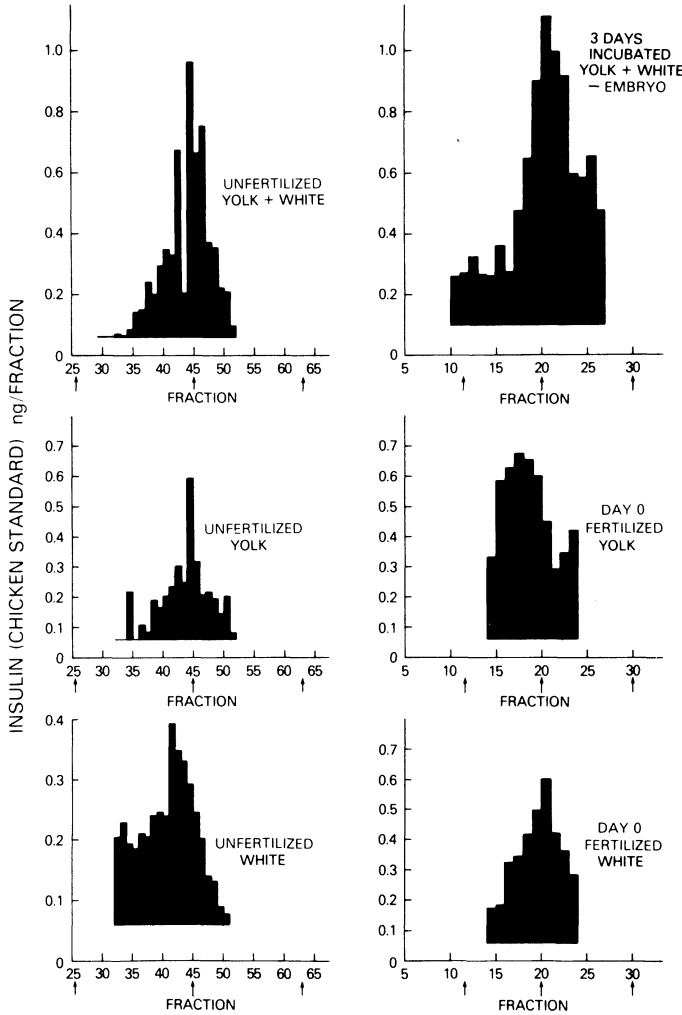 INSULIN (CHICKEN STANDARD) ng/FRACTION
1.0
0.8
0.6
0.4
0.2
0
UNFERTILIZED
YOLK + WHITE
25 30 35 40 45 50 55 60 65
FRACTION
1.0
0.8
0.6
0.4
0.2
0
3 DAYS
INCUBATED
YOLK + WHITE
– EMBRYO
5 10 15 20 25 30
FRACTION
0.7
0.6
0.5
0.4
0.3
0.2
0.1
0
UNFERTILIZED
YOLK
25 30 35 40 45 50 55 60 65
FRACTION
0.7
0.6
0.5
0.4
0.3
0.2
0.1
0
DAY 0
FERTILIZED
YOLK
5 10 15 20 25 30
FRACTION
0.4
0.3
0.2
0.1
0
UNFERTILIZED
WHITE
25 30 35 40 45 50 55 60 65
FRACTION
0.7
0.6
0.5
0.4
0.3
0.2
0.1
0
DAY 0
FERTILIZED
WHITE
5 10 15 20 25 30
FRACTION